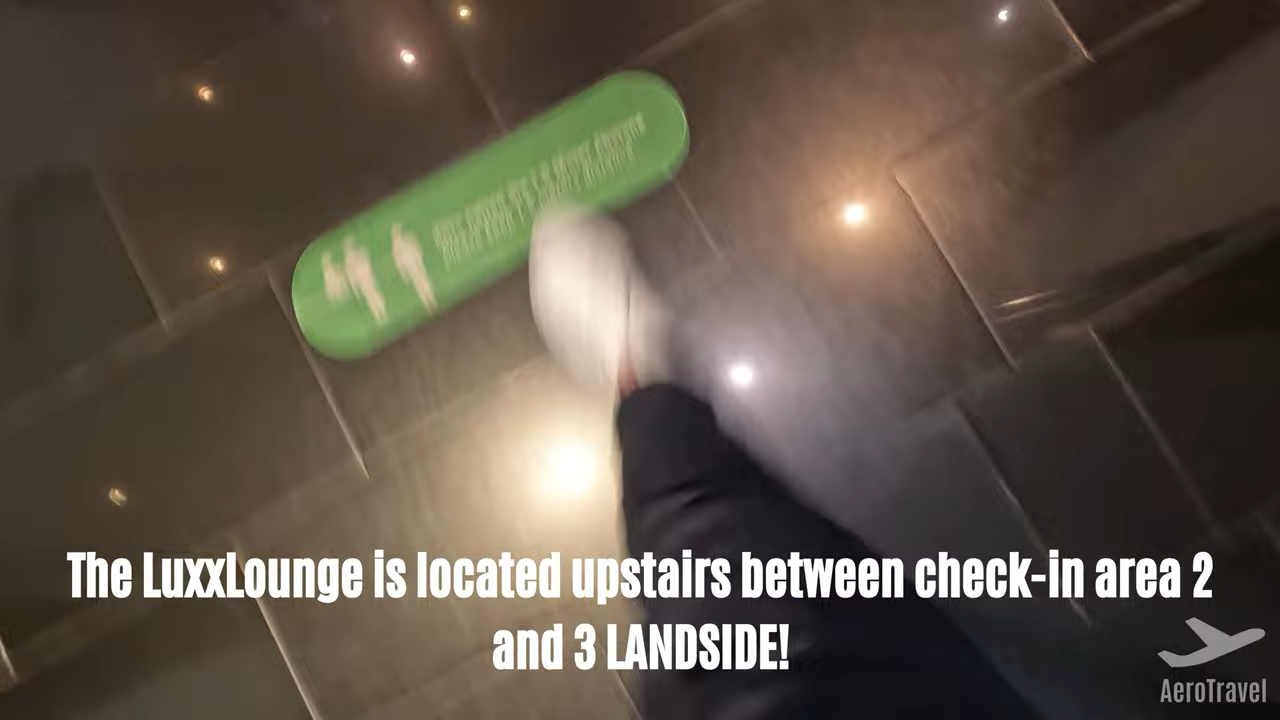 The LuxxLounge is located upstairs between check-in area 2
and 3 LANDSIDE!
AeroTravel